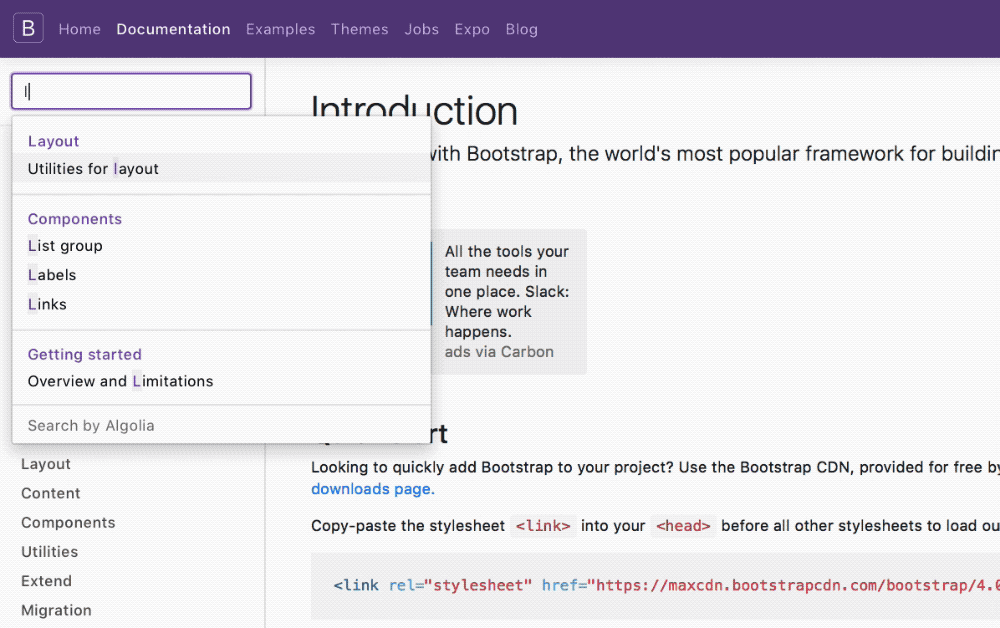 B Home Documentation Examples Themes Jobs Expo Blog
l
Layout
Utilities for layout
Components
List group
Labels
Links
Getting started
Overview and Limitations
Search by Algolia
Layout
Content
Components
Utilities
Extend
Migration
Introduction
with Bootstrap, the world's most popular framework for buildin
All the tools your
team needs in
one place. Slack:
Where work
happens.
ads via Carbon
rt
Looking to quickly add Bootstrap to your project? Use the Bootstrap CDN, provided for free by
downloads page.
Copy-paste the stylesheet <link> into your <head> before all other stylesheets to load ou
<link rel="stylesheet" href="https://maxcdn.bootstrapcdn.com/bootstrap/4.0